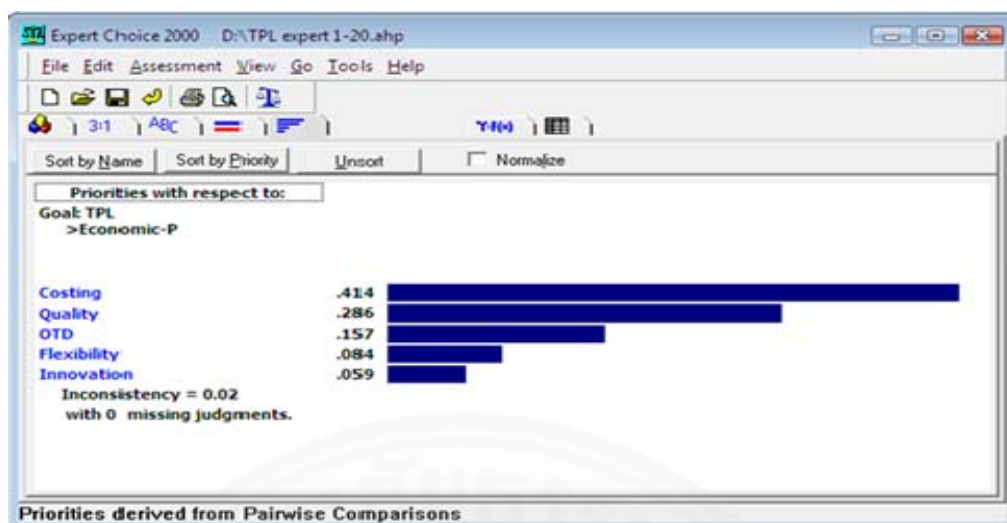 Expert Choice 2000 D:\TPL expert 1-20.ahp
File Edit Assessment View Go Tools Help
3:1 ABC Y=f(x)
Sort by Name Sort by Priority Unsort Normalize
Priorities with respect to:
Goal: TPL
>Economic-P
Costing .414
Quality .286
OTD .157
Flexibility .084
Innovation .059
Inconsistency = 0.02
with 0 missing judgments.
Priorities derived from Pairwise Comparisons